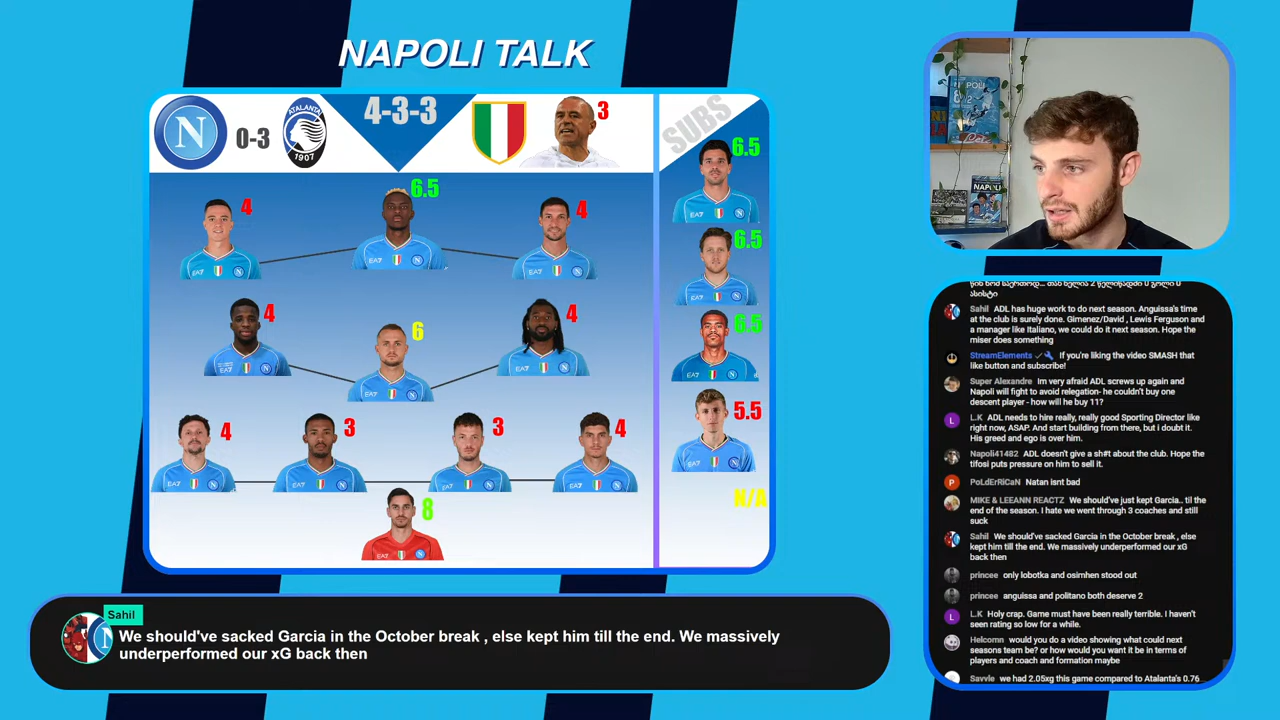 NAPOLI TALK
N
0-3
ATALANTA
1907
4-3-3
3
SUBS
4
6.5
4
4
6
4
4
3
3
4
8
6.5
6.5
6.5
5.5
N/A
Sahil
We should've sacked Garcia in the October break , else kept him till the end. We massively
underperformed our xG back then
NAPOLI
წინ ხომ საერთოდ... თან ხელია 2 წელიწადში 0 გოლი 0
ასისტი
Sahil ADL has huge work to do next season. Anguissa's time
at the club is surely done. Gimenez/David , Lewis Ferguson and
a manager like Italiano, we could do it next season. Hope the
miser does something
StreamElements If you're liking the video SMASH that
like button and subscribe!
Super Alexandre Im very afraid ADL screws up again and
Napoli will fight to avoid relegation- he couldn't buy one
descent player - how will he buy 11?
L.K ADL needs to hire really, really good Sporting Director like
right now, ASAP. And start building from there, but i doubt it.
His greed and ego is over him.
Napoli41482 ADL doesn't give a sh#t about the club. Hope the
tifosi puts pressure on him to sell it.
PoLdErRiCaN Natan isnt bad
MIKE & LEEANN REACTZ We should've just kept Garcia.. til the
end of the season. I hate we went through 3 coaches and still
suck
Sahil We should've sacked Garcia in the October break , else
kept him till the end. We massively underperformed our xG
back then
princee only lobotka and osimhen stood out
princee anguissa and politano both deserve 2
L.K Holy crap. Game must have been really terrible. I haven't
seen rating so low for a while.
Helcomn would you do a video showing what could next
seasons team be? or how would you want it be in terms of
players and coach and formation maybe
Savvle we had 2.05xg this game compared to Atalanta's 0.76